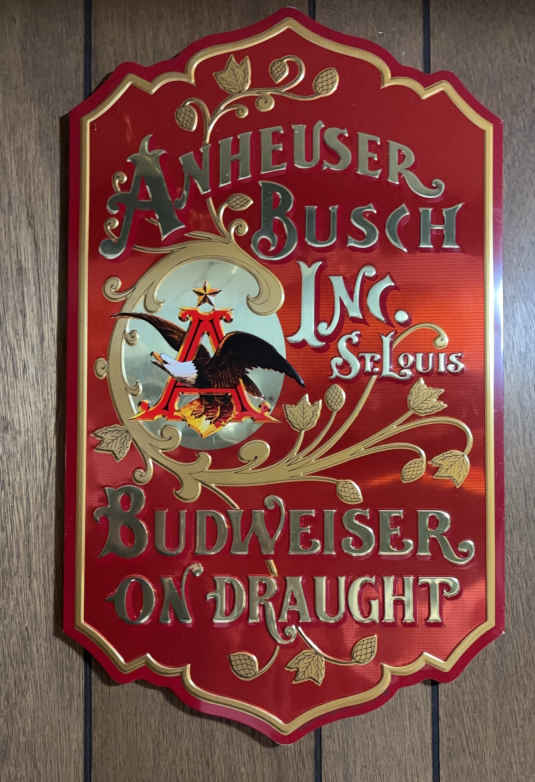 ANHEUSER
BUSCH
INC.
ST. LOUIS
A
BUDWEISER
ON DRAUGHT